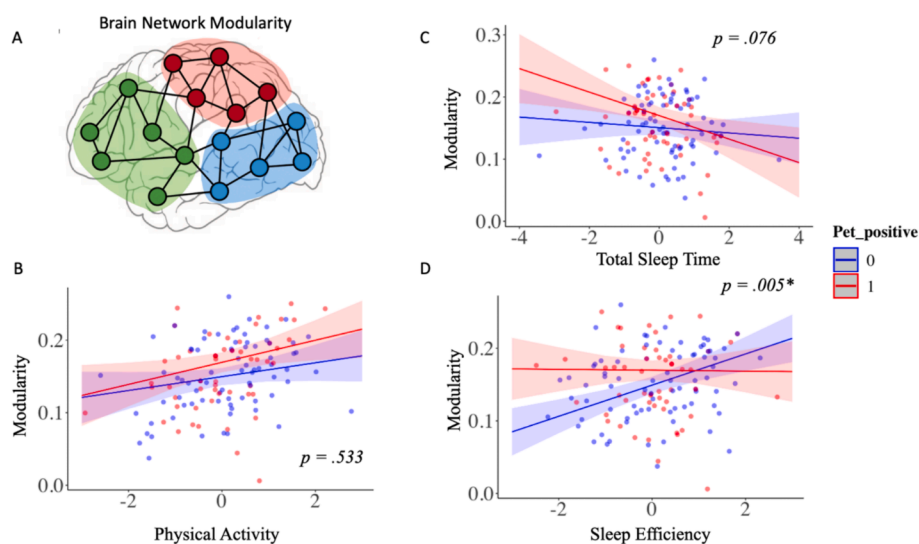 Brain Network Modularity
A
B
Modularity
0.2
0.1
0.0
-2
0
2
p = .533
Physical Activity
C
p = .076
Modularity
0.3
0.2
0.1
0.0
-4
-2
0
2
4
Total Sleep Time
D
p = .005*
Modularity
0.2
0.1
0.0
-2
0
2
Sleep Efficiency
Pet_positive
0
1